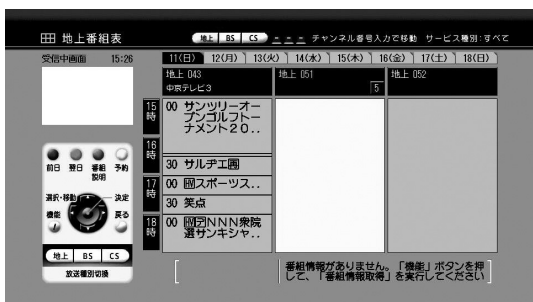 地上番組表
地上 BS CS _ _ _ チャンネル番号入力で移動 サービス種別:すべて
受信中画面 15:26
11(日) 12(月) 13(火) 14(水) 15(木) 16(金) 17(土) 18(日)
地上 043
中京テレビ3
地上 051
5
地上 052
15時
00 サンツリーオー
プンゴルフトー
ナメント20..
16時
30 サルヂエ圏
17時
00 圏スポーツス..
30 笑点
18時
00 圏囝NNN衆院
選サンキシャ..
前日 翌日 番組説明 予約
選択・移動 決定
機能 戻る
地上 BS CS
放送種別切換
番組情報がありません。「機能」ボタンを押
して、「番組情報取得」を実行してください